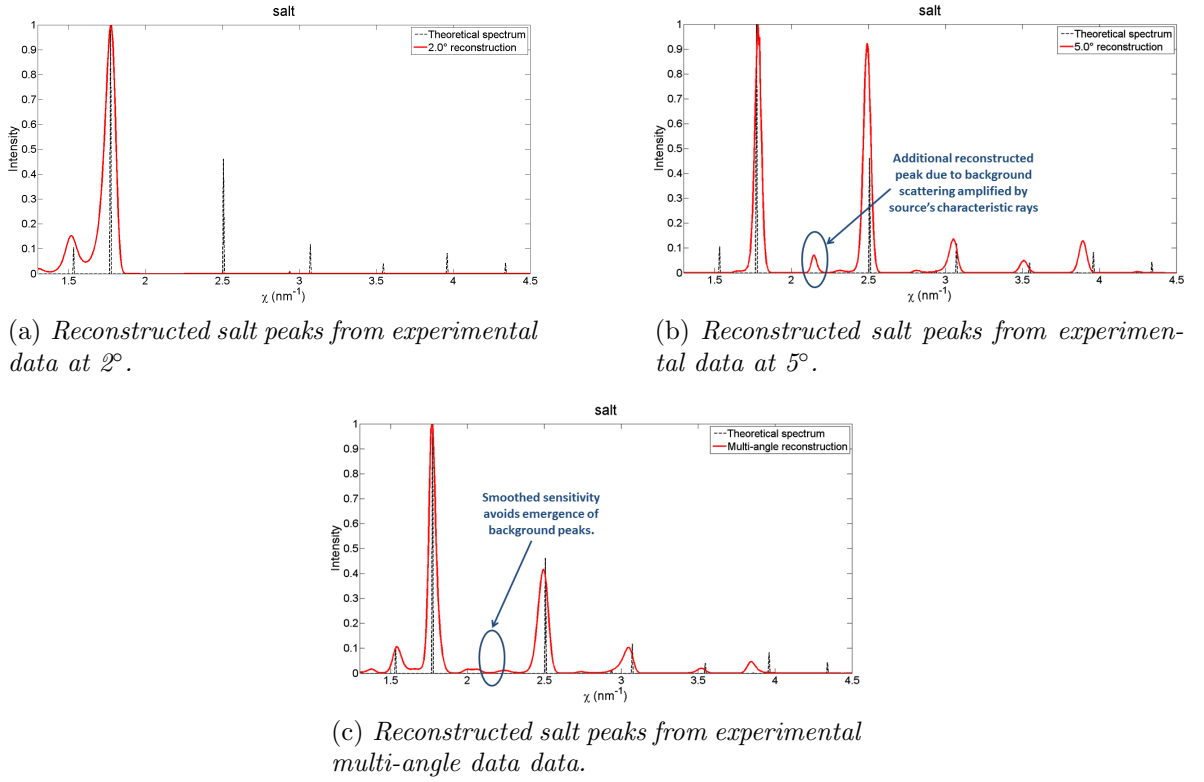 salt
Theoretical spectrum
2.0° reconstruction
1
0.9
0.8
0.7
0.6
0.5
0.4
0.3
0.2
0.1
0
Intensity
1.5
2
2.5
3
3.5
4
4.5
χ (nm⁻¹)
(a) Reconstructed salt peaks from experimental
data at 2°.
salt
Theoretical spectrum
5.0° reconstruction
1
0.9
0.8
0.7
0.6
0.5
0.4
0.3
0.2
0.1
0
Intensity
Additional reconstructed
peak due to background
scattering amplified by
source's characteristic rays
1.5
2
2.5
3
3.5
4
4.5
χ (nm⁻¹)
(b) Reconstructed salt peaks from experimen-
tal data at 5°.
salt
Theoretical spectrum
Multi-angle reconstruction
1
0.9
0.8
0.7
0.6
0.5
0.4
0.3
0.2
0.1
0
Intensity
Smoothed sensitivity
avoids emergence of
background peaks.
1.5
2
2.5
3
3.5
4
4.5
χ (nm⁻¹)
(c) Reconstructed salt peaks from experimental
multi-angle data data.